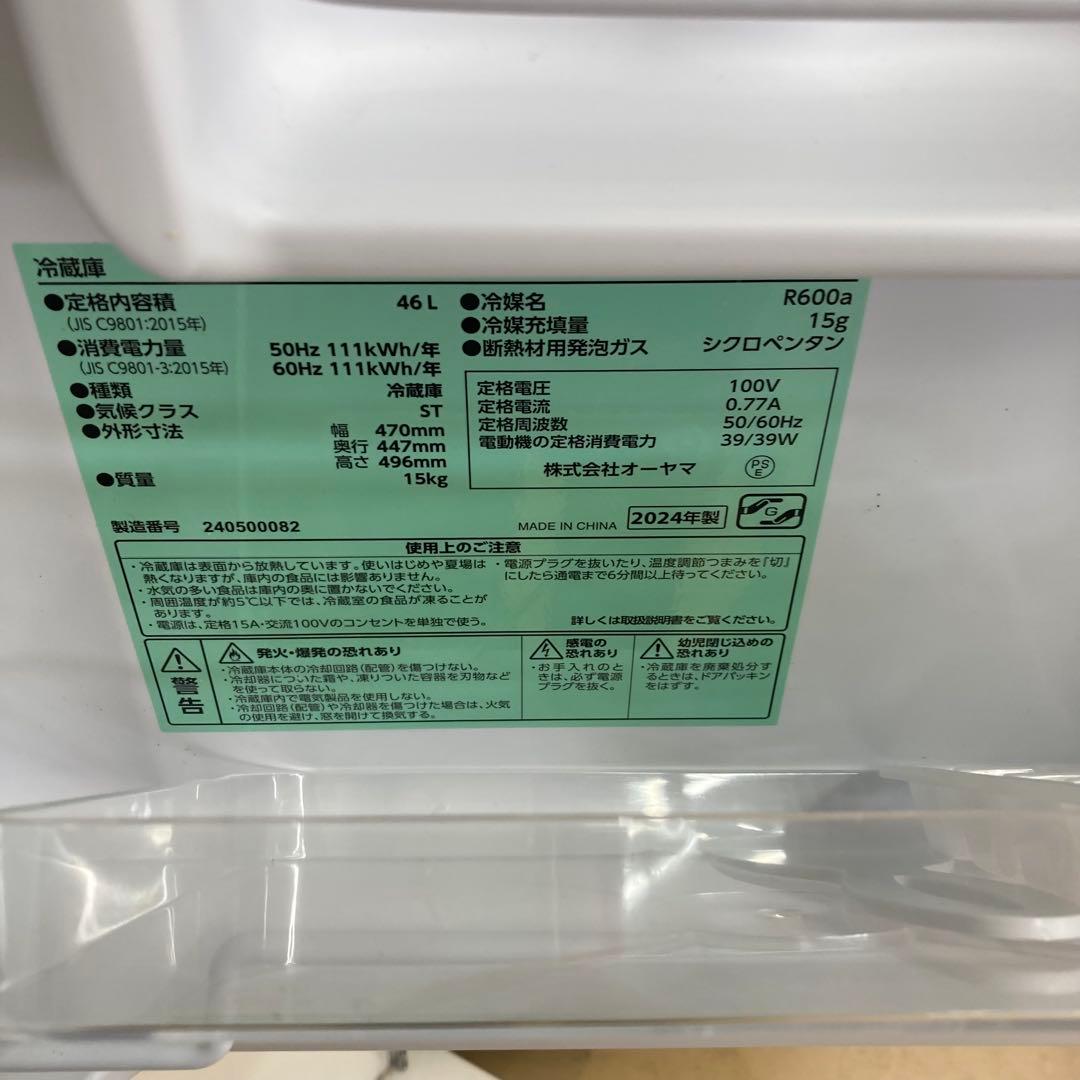 冷蔵庫
●定格内容積 46L
(JIS C9801:2015年)
●消費電力量 50Hz 111kWh/年
(JIS C9801-3:2015年) 60Hz 111kWh/年
●種類 冷蔵庫
●気候クラス ST
●外形寸法 幅 470mm
奥行 447mm
高さ 496mm
●質量 15kg
●冷媒名 R600a
●冷媒充填量 15g
●断熱材用発泡ガス シクロペンタン
定格電圧 100V
定格電流 0.77A
定格周波数 50/60Hz
電動機の定格消費電力 39/39W
株式会社オーヤマ PSE
製造番号 240500082
MADE IN CHINA 2024年製 G
使用上のご注意
・冷蔵庫は表面から放熱しています。使いはじめや夏場は
熱くなりますが、庫内の食品には影響ありません。
・水気の多い食品は庫内の奥に置かないでください。
・周囲温度が約5℃以下では、冷蔵室の食品が凍ることが
あります。
・電源は、定格15A・交流100Vのコンセントを単独で使う。
・電源プラグを抜いたり、温度調節つまみを「切」
にしたら通電まで6分間以上待ってください。
詳しくは取扱説明書をご覧ください。
警告
発火・爆発の恐れあり
・冷蔵庫本体の冷却回路(配管)を傷つけない。
・冷却器についた霜や、凍りついた容器を刃物など
を使って取らない。
・冷蔵庫内で電気製品を使用しない。
・冷却回路(配管)や冷却器を傷つけた場合は、火気
の使用を避け、窓を開けて換気する。
感電の
恐れあり
・お手入れのと
きは、必ず電源
プラグを抜く。
幼児閉じ込めの
恐れあり
・冷蔵庫を廃棄処分す
るときは、ドアパッキン
をはずす。